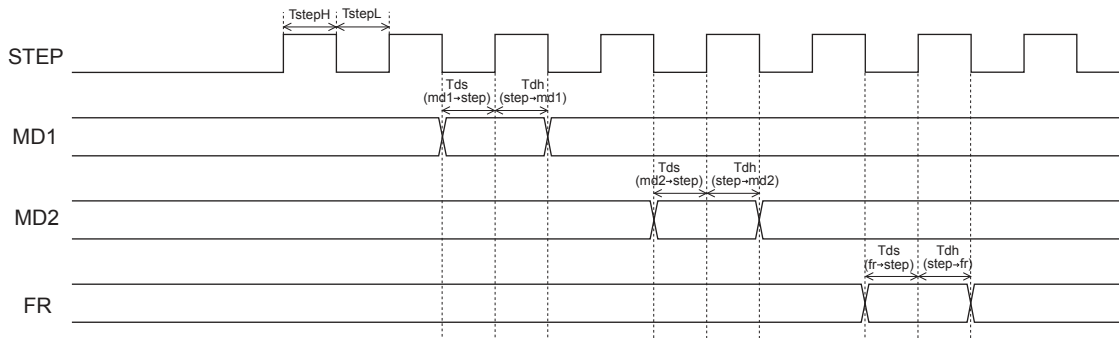 TstepH TstepL
STEP
Tds Tdh
(md1→step) (step→md1)
MD1
Tds Tdh
(md2→step) (step→md2)
MD2
Tds Tdh
(fr→step) (step→fr)
FR